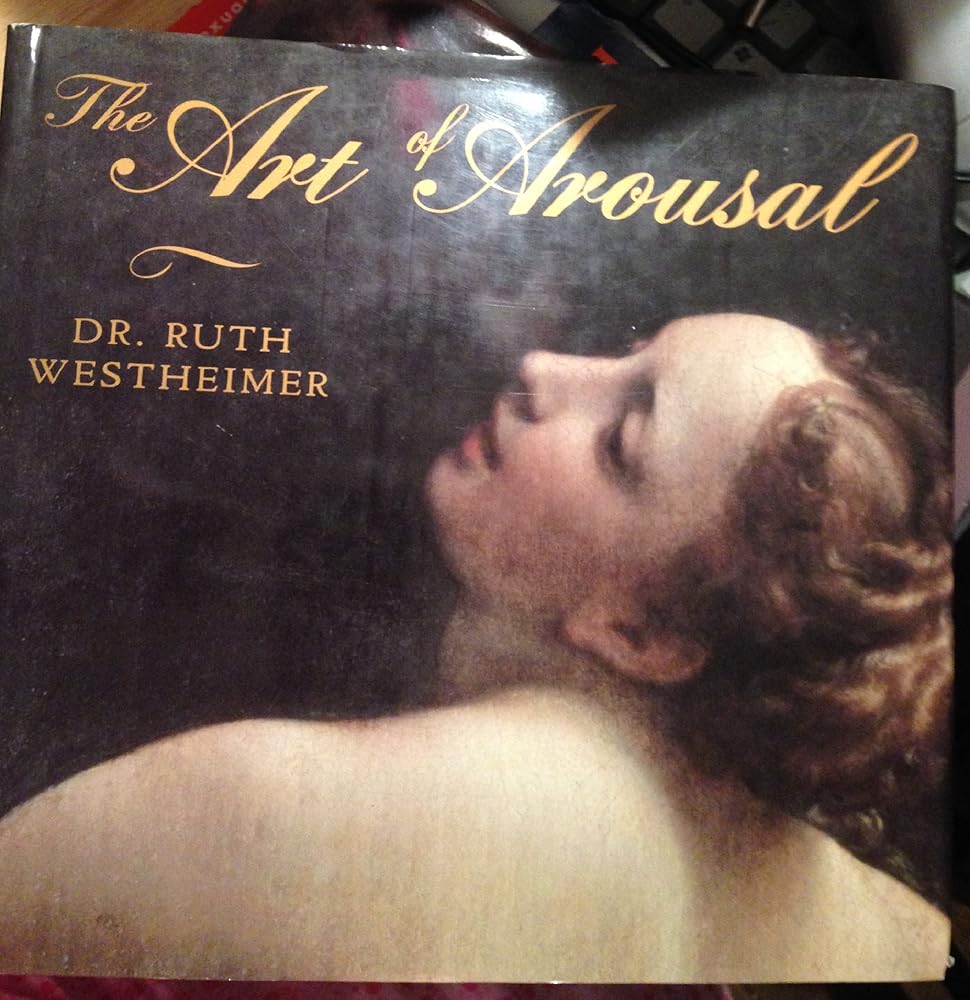 The Art of Arousal
DR. RUTH
WESTHEIMER